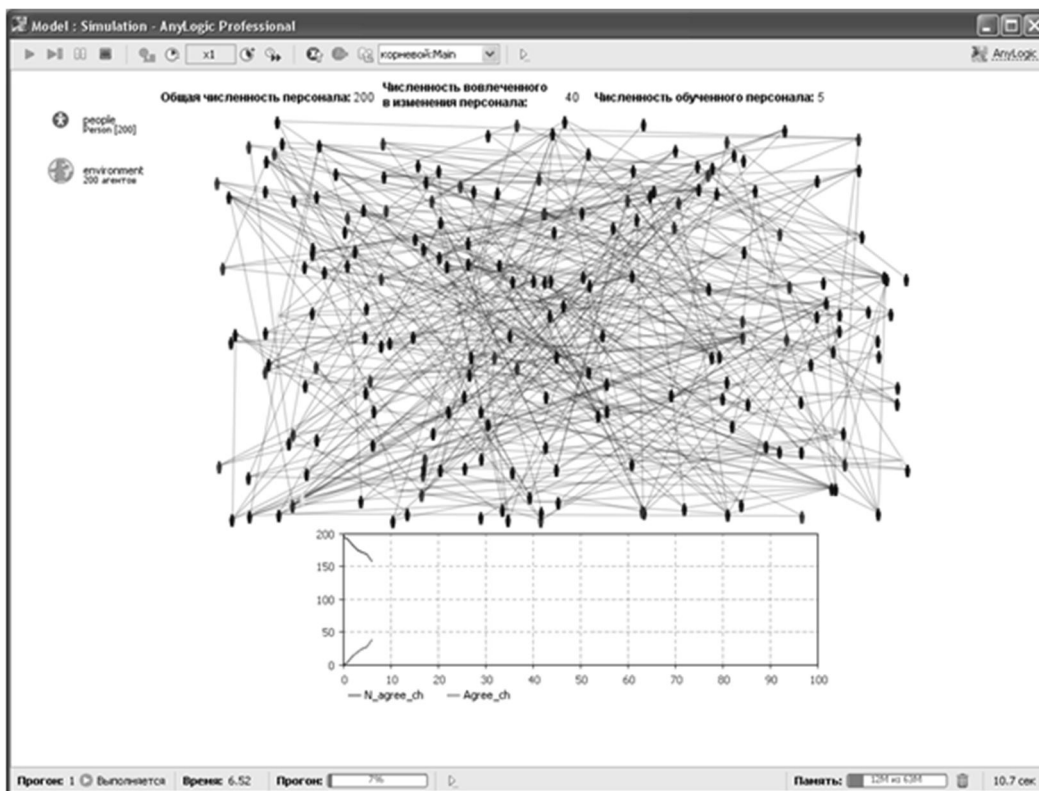 Model : Simulation - AnyLogic Professional
x1
корневой:Main
AnyLogic
Общая численность персонала: 200
Численность вовлеченного
в изменения персонала: 40
Численность обученного персонала: 5
people
Person [200]
environment
200 агентов
200
150
100
50
0
0 10 20 30 40 50 60 70 80 90 100
N_agree_ch Agree_ch
Прогон: 1 Выполняется Время: 6.52 Прогон: 7% Память: 12M из 63M 10.7 сек